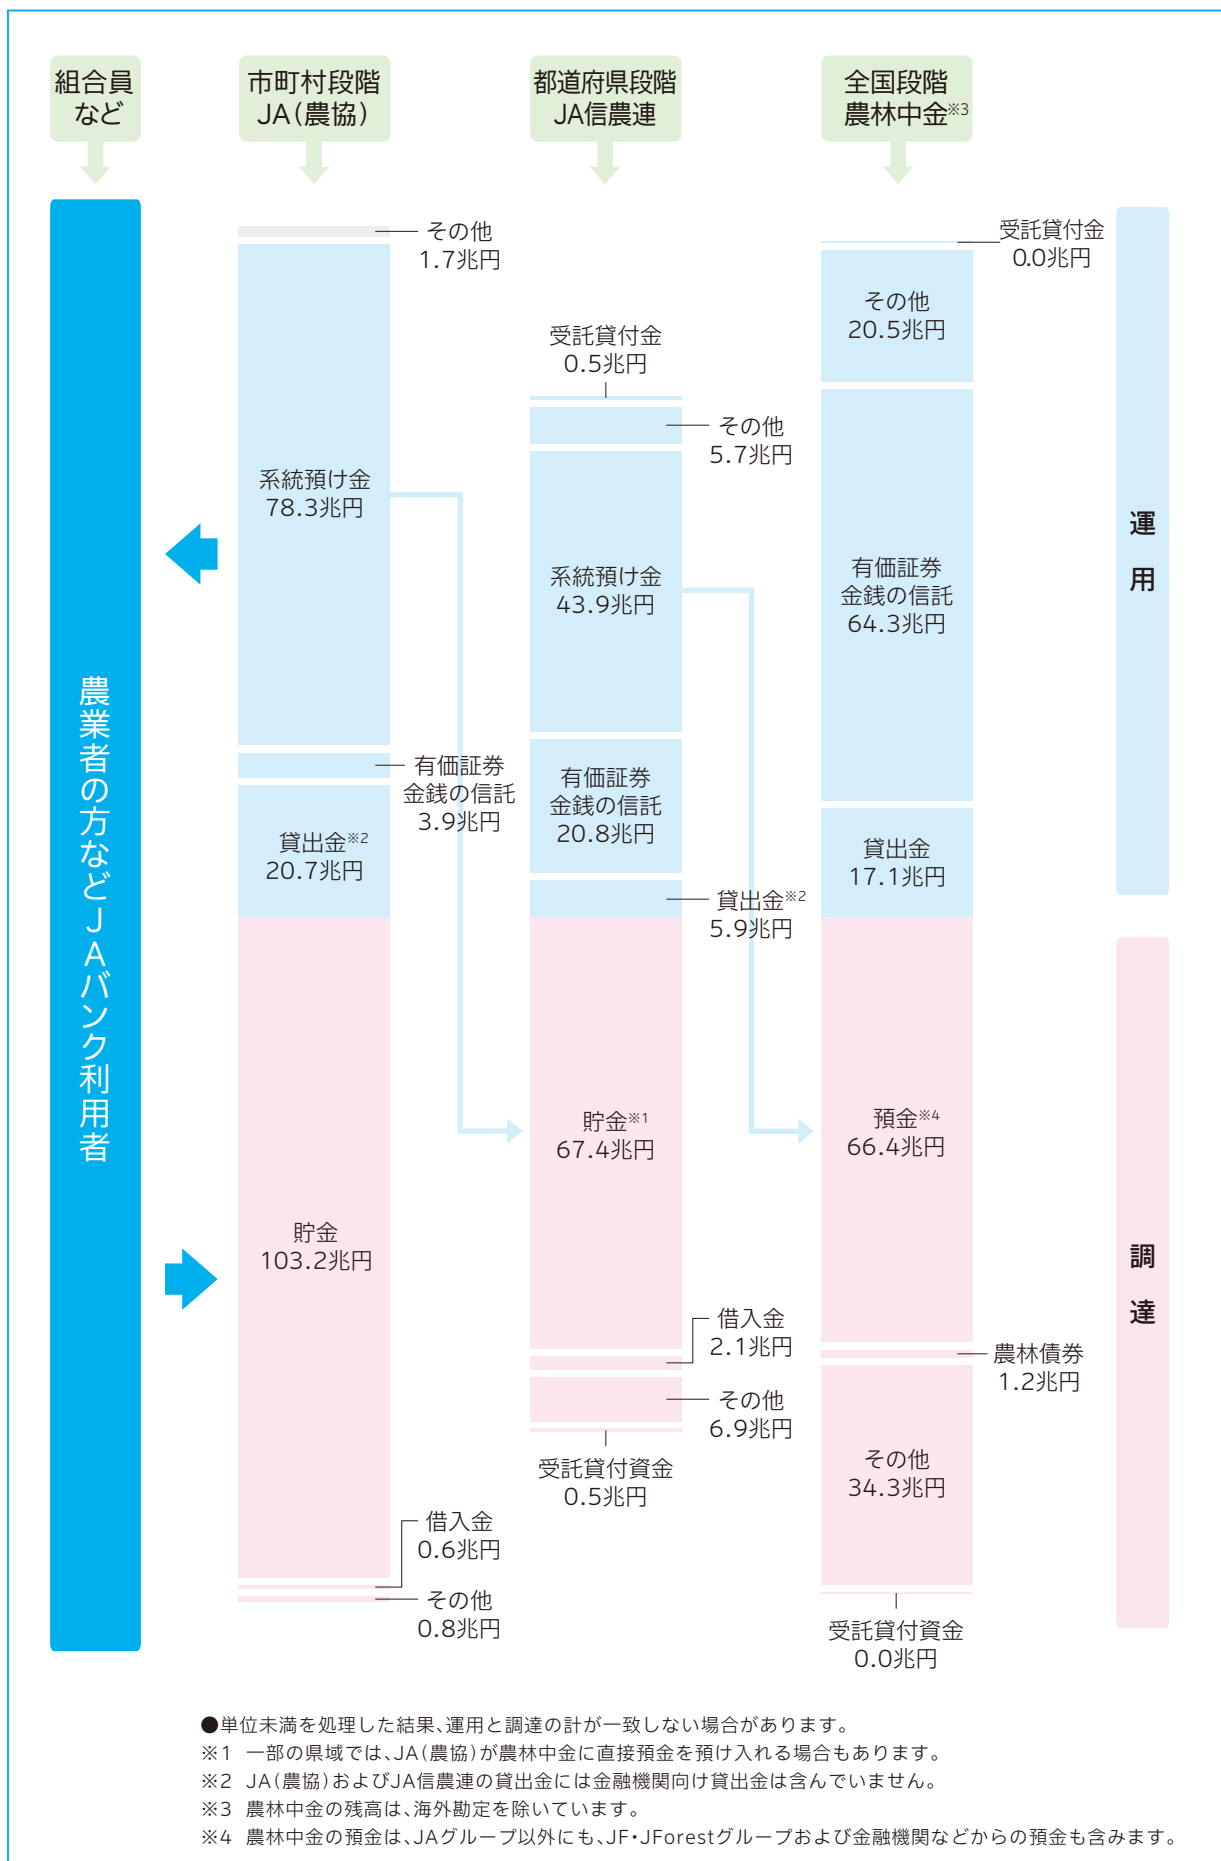 組合員
など
市町村段階
JA(農協)
都道府県段階
JA信農連
全国段階
農林中金※3
農業者の方などJAバンク利用者
その他
1.7兆円
系統預け金
78.3兆円
有価証券
金銭の信託
3.9兆円
貸出金※2
20.7兆円
貯金
103.2兆円
借入金
0.6兆円
その他
0.8兆円
受託貸付金
0.5兆円
その他
5.7兆円
系統預け金
43.9兆円
有価証券
金銭の信託
20.8兆円
貸出金※2
5.9兆円
貯金※1
67.4兆円
借入金
2.1兆円
その他
6.9兆円
受託貸付資金
0.5兆円
受託貸付金
0.0兆円
その他
20.5兆円
有価証券
金銭の信託
64.3兆円
貸出金
17.1兆円
預金※4
66.4兆円
農林債券
1.2兆円
その他
34.3兆円
受託貸付資金
0.0兆円
運用
調達
●単位未満を処理した結果、運用と調達の計が一致しない場合があります。
※1 一部の県域では、JA(農協)が農林中金に直接預金を預け入れる場合もあります。
※2 JA(農協)およびJA信農連の貸出金には金融機関向け貸出金は含んでいません。
※3 農林中金の残高は、海外勘定を除いています。
※4 農林中金の預金は、JAグループ以外にも、JF・JForestグループおよび金融機関などからの預金も含みます。